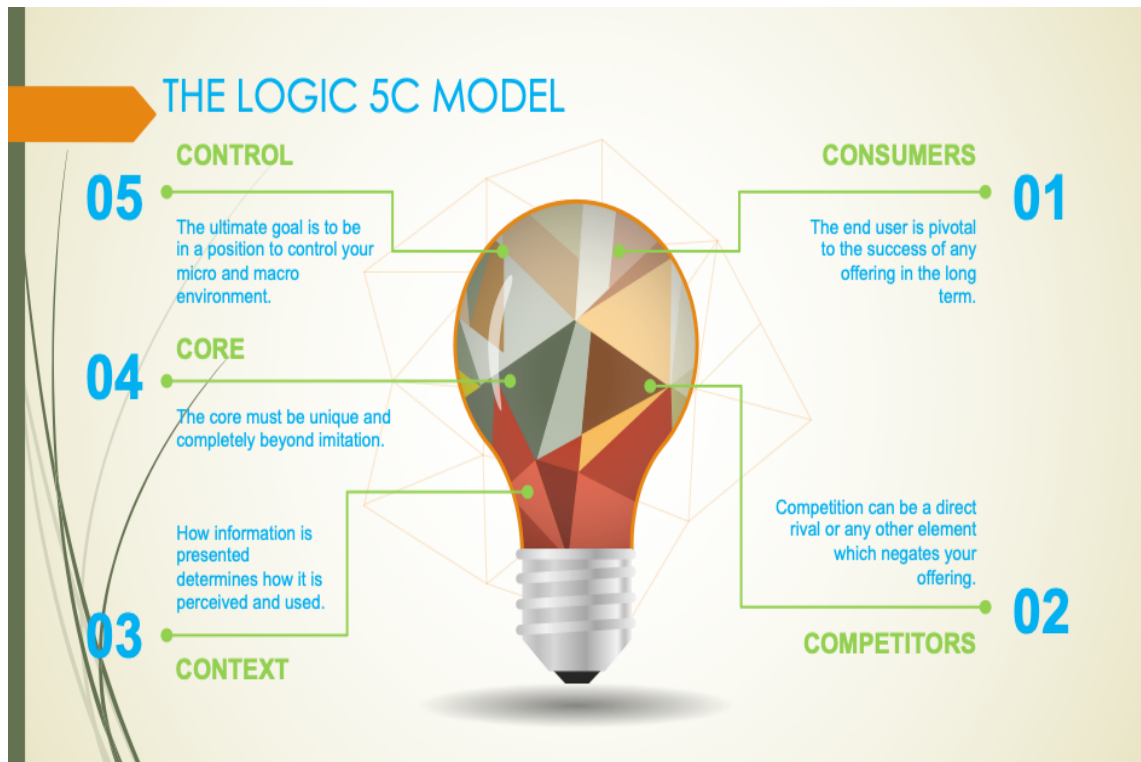 THE LOGIC 5C MODEL
CONTROL
05
The ultimate goal is to be
in a position to control your
micro and macro
environment.
CORE
04
The core must be unique and
completely beyond imitation.
How information is
presented
determines how it is
perceived and used.
03
CONTEXT
CONSUMERS
01
The end user is pivotal
to the success of any
offering in the long
term.
Competition can be a direct
rival or any other element
which negates your
offering.
02
COMPETITORS